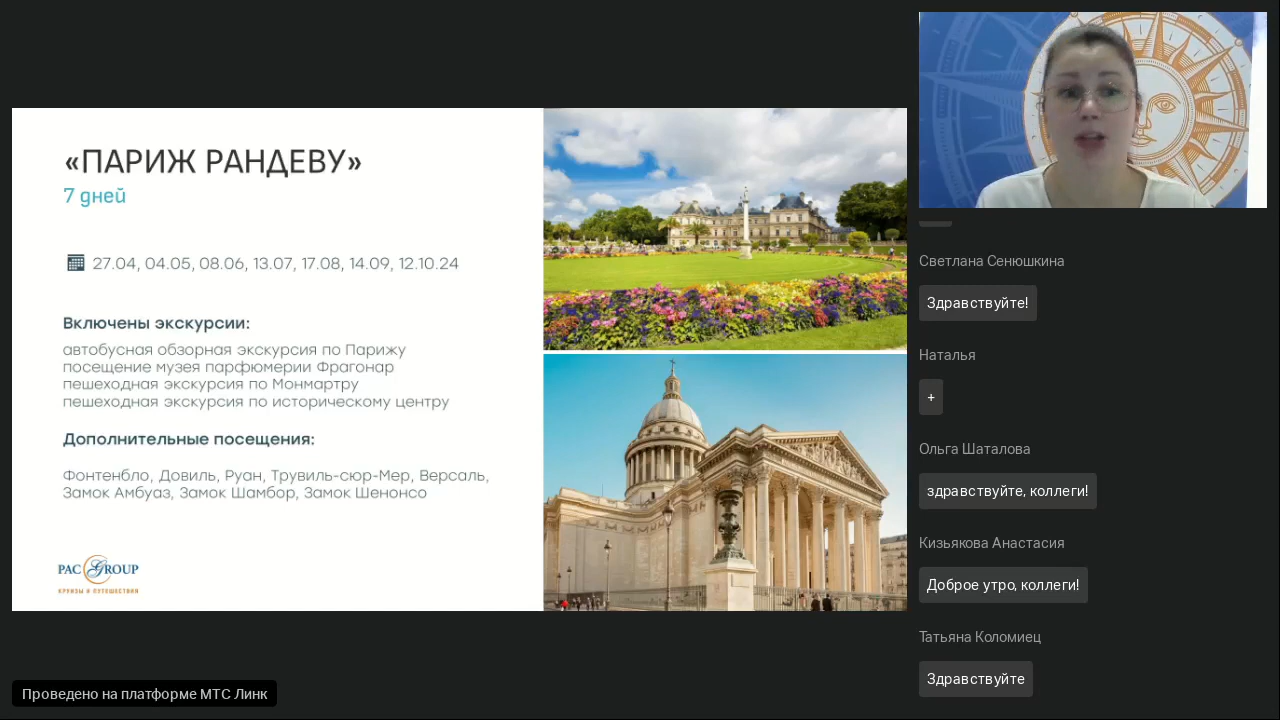 «ПАРИЖ РАНДЕВУ»
7 дней
27.04, 04.05, 08.06, 13.07, 17.08, 14.09, 12.10.24
Включены экскурсии:
автобусная обзорная экскурсия по Парижу
посещение музея парфюмерии Фрагонар
пешеходная экскурсия по Монмартру
пешеходная экскурсия по историческому центру
Дополнительные посещения:
Фонтенбло, Довиль, Руан, Трувиль-сюр-Мер, Версаль,
Замок Амбуаз, Замок Шамбор, Замок Шенонсо
PAC GROUP
КРУИЗЫ И ПУТЕШЕСТВИЯ
Проведено на платформе МТС Линк
Светлана Сенюшкина
Здравствуйте!
Наталья
+
Ольга Шаталова
здравствуйте, коллеги!
Кизьякова Анастасия
Доброе утро, коллеги!
Татьяна Коломиец
Здравствуйте